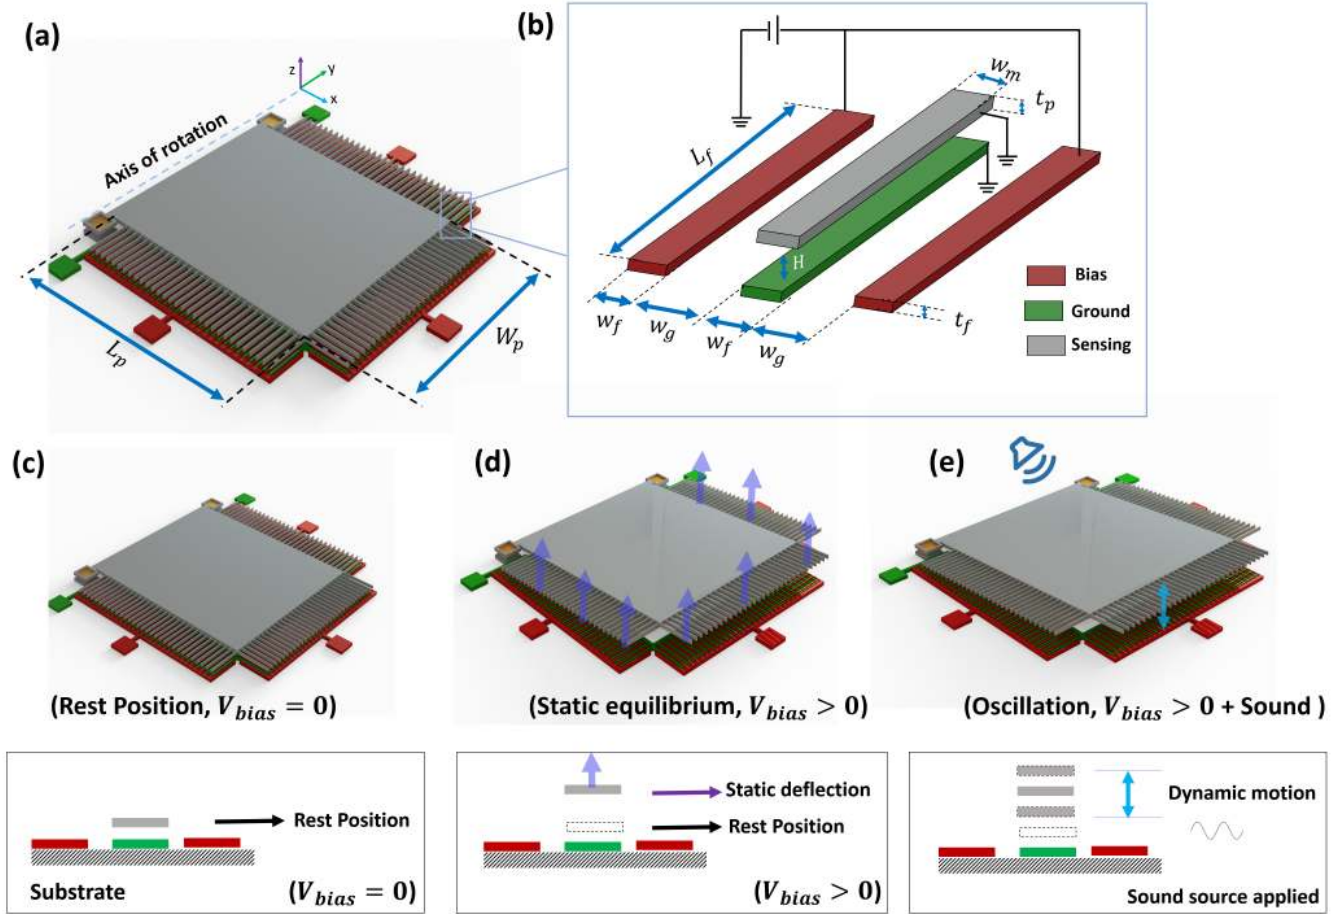 (a)
z
y
x
Axis of rotation
L_p
W_p
(b)
w_m
t_p
L_f
H
w_f
w_g
w_f
w_g
t_f
Bias
Ground
Sensing
(c)
(Rest Position, V_bias = 0)
(d)
(Static equilibrium, V_bias > 0)
(e)
(Oscillation, V_bias > 0 + Sound )
Rest Position
Substrate
(V_bias = 0)
Static deflection
Rest Position
(V_bias > 0)
Dynamic motion
Sound source applied